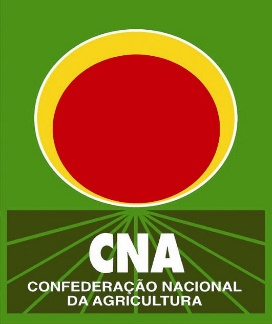 CNA
CONFEDERAÇÃO NACIONAL
DA AGRICULTURA